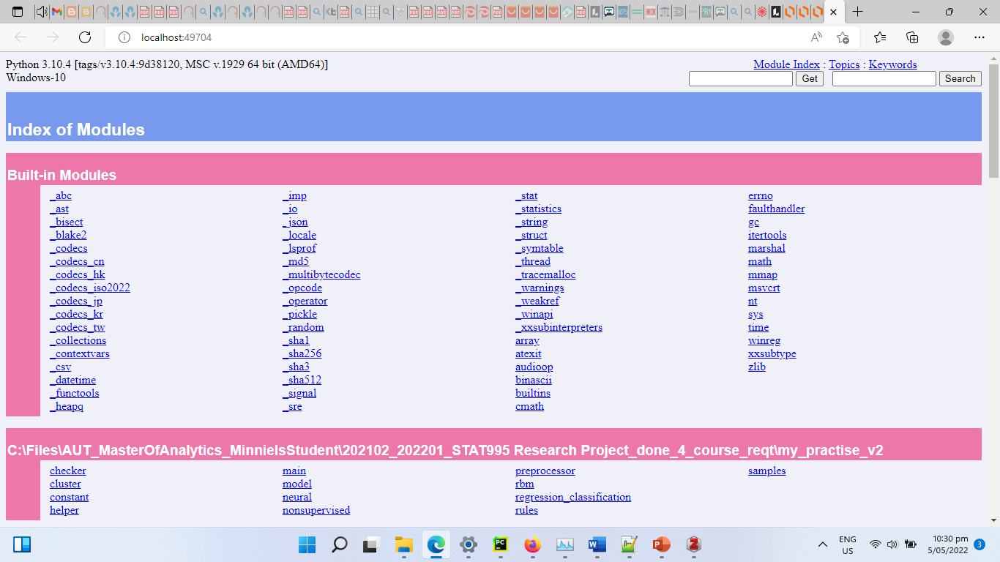 localhost:49704
Python 3.10.4 [tags/v3.10.4:9d38120, MSC v.1929 64 bit (AMD64)]
Windows-10
Module Index : Topics : Keywords
Get
Search
Index of Modules
Built-in Modules
_abc
_ast
_bisect
_blake2
_codecs
_codecs_cn
_codecs_hk
_codecs_iso2022
_codecs_jp
_codecs_kr
_codecs_tw
_collections
_contextvars
_csv
_datetime
_functools
_heapq
_imp
_io
_json
_locale
_lsprof
_md5
_multibytecodec
_opcode
_operator
_pickle
_random
_sha1
_sha256
_sha3
_sha512
_signal
_sre
_stat
_statistics
_string
_struct
_symtable
_thread
_tracemalloc
_warnings
_weakref
_winapi
_xxsubinterpreters
array
atexit
audioop
binascii
builtins
cmath
errno
faulthandler
gc
itertools
marshal
math
mmap
msvcrt
nt
sys
time
winreg
xxsubtype
zlib
C:\Files\AUT_MasterOfAnalytics_MinnieIsStudent\202102_202201_STAT995 Research Project_done_4_course_reqt\my_practise_v2
checker
cluster
constant
helper
main
model
neural
nonsupervised
preprocessor
rbm
regression_classification
rules
samples
ENG
US
10:30 pm
5/05/2022
3